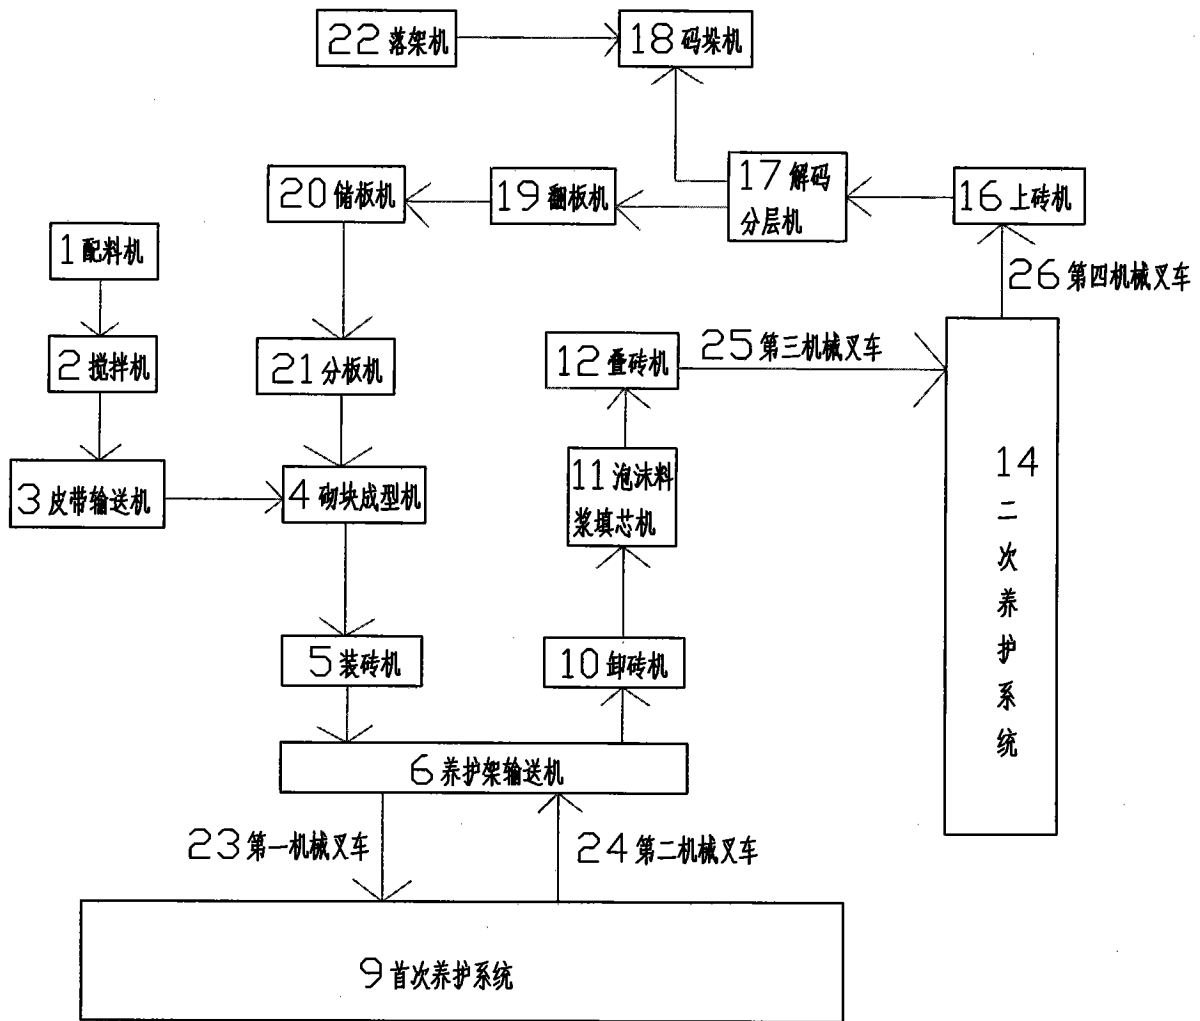 22 落架机
18 码垛机
20 储板机
19 翻板机
17 解码
分层机
16 上砖机
1 配料机
26 第四机械叉车
2 搅拌机
21 分板机
12 叠砖机
25 第三机械叉车
3 皮带输送机
4 砌块成型机
11 泡沫料
浆填芯机
14
二
次
养
护
系
统
5 装砖机
10 卸砖机
6 养护架输送机
23 第一机械叉车
24 第二机械叉车
9 首次养护系统